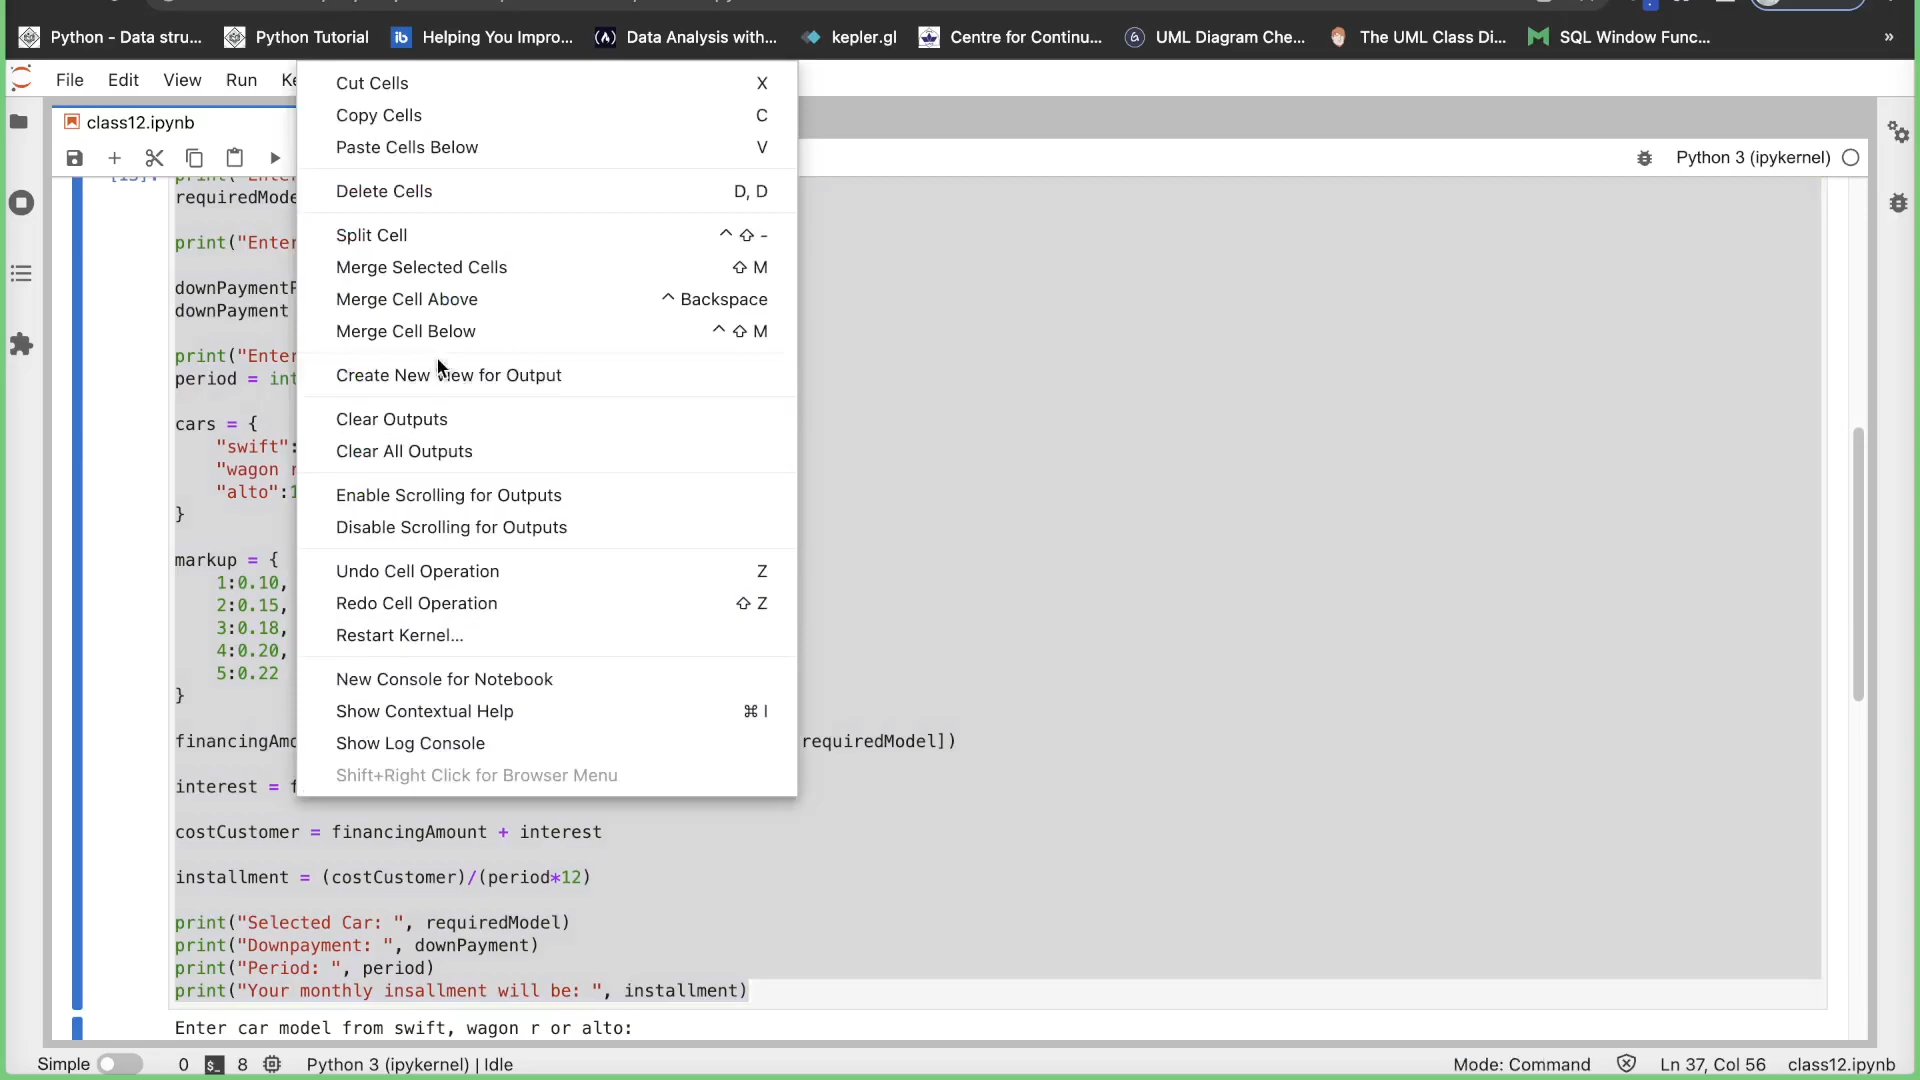 Python - Data stru...
Python Tutorial
Helping You Impro...
Data Analysis with...
kepler.gl
Centre for Continu...
UML Diagram Che...
The UML Class Di...
SQL Window Func...
»
File Edit View Run Ke
Cut Cells X
Copy Cells C
Paste Cells Below V
Delete Cells D, D
Split Cell ^ ⇧ -
Merge Selected Cells ⇧ M
Merge Cell Above ^ Backspace
Merge Cell Below ^ ⇧ M
Create New View for Output
Clear Outputs
Clear All Outputs
Enable Scrolling for Outputs
Disable Scrolling for Outputs
Undo Cell Operation Z
Redo Cell Operation ⇧ Z
Restart Kernel...
New Console for Notebook
Show Contextual Help ⌘ I
Show Log Console
Shift+Right Click for Browser Menu
class12.ipynb
Python 3 (ipykernel)
requiredMode
print("Enter
downPaymentP
downPayment
print("Enter
period = int
cars = {
"swift":
"wagon r
"alto":1
}
markup = {
1:0.10,
2:0.15,
3:0.18,
4:0.20,
5:0.22
}
financingAmo requiredModel])
interest = f
costCustomer = financingAmount + interest
installment = (costCustomer)/(period*12)
print("Selected Car: ", requiredModel)
print("Downpayment: ", downPayment)
print("Period: ", period)
print("Your monthly insallment will be: ", installment)
Enter car model from swift, wagon r or alto:
Simple 0 $_ 8 Python 3 (ipykernel) | Idle Mode: Command Ln 37, Col 56 class12.ipynb